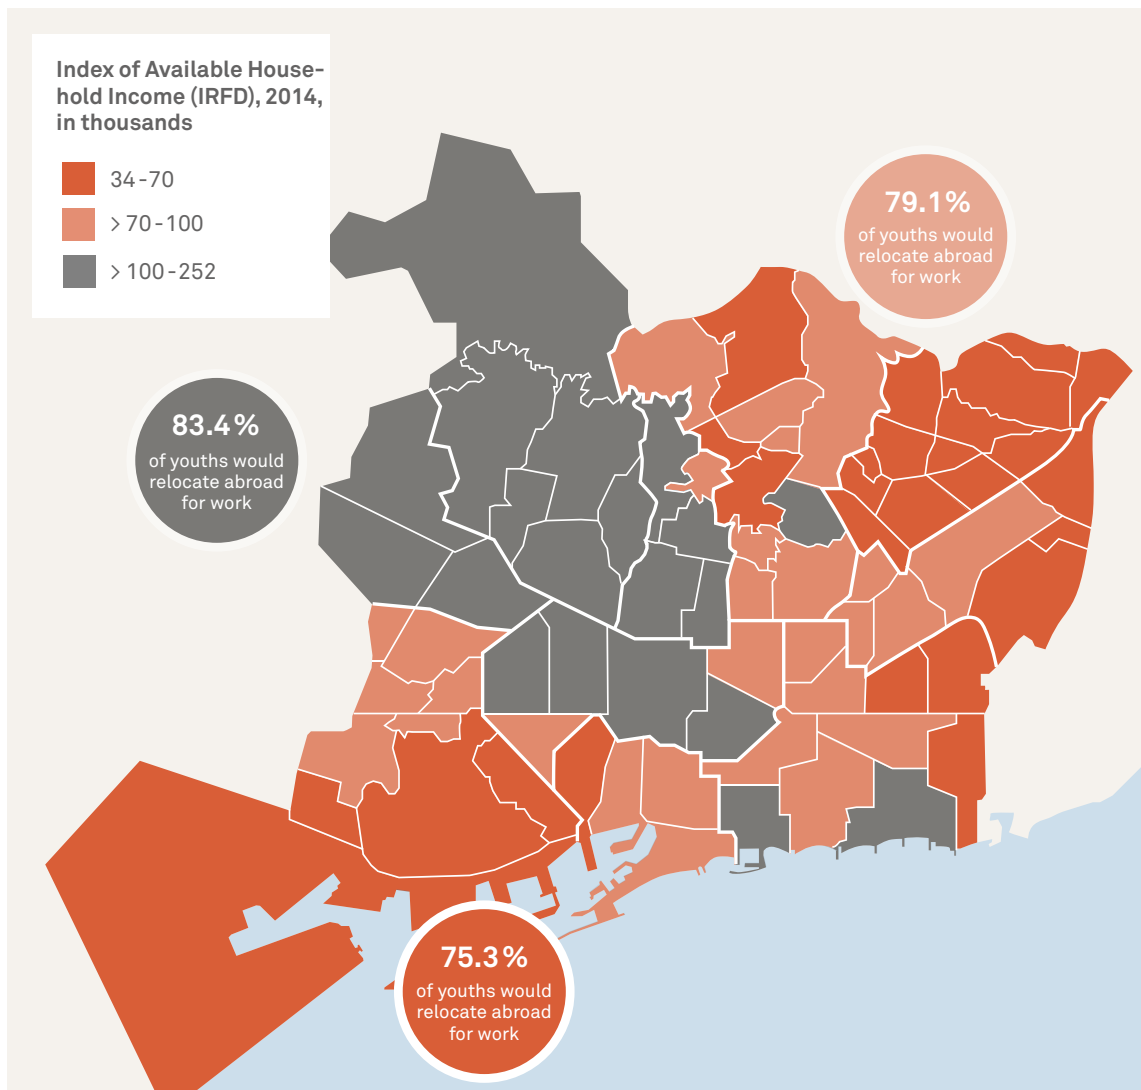 Index of Available House-
hold Income (IRFD), 2014,
in thousands
34-70
> 70-100
> 100-252
79.1%
of youths would
relocate abroad
for work
83.4%
of youths would
relocate abroad
for work
75.3%
of youths would
relocate abroad
for work